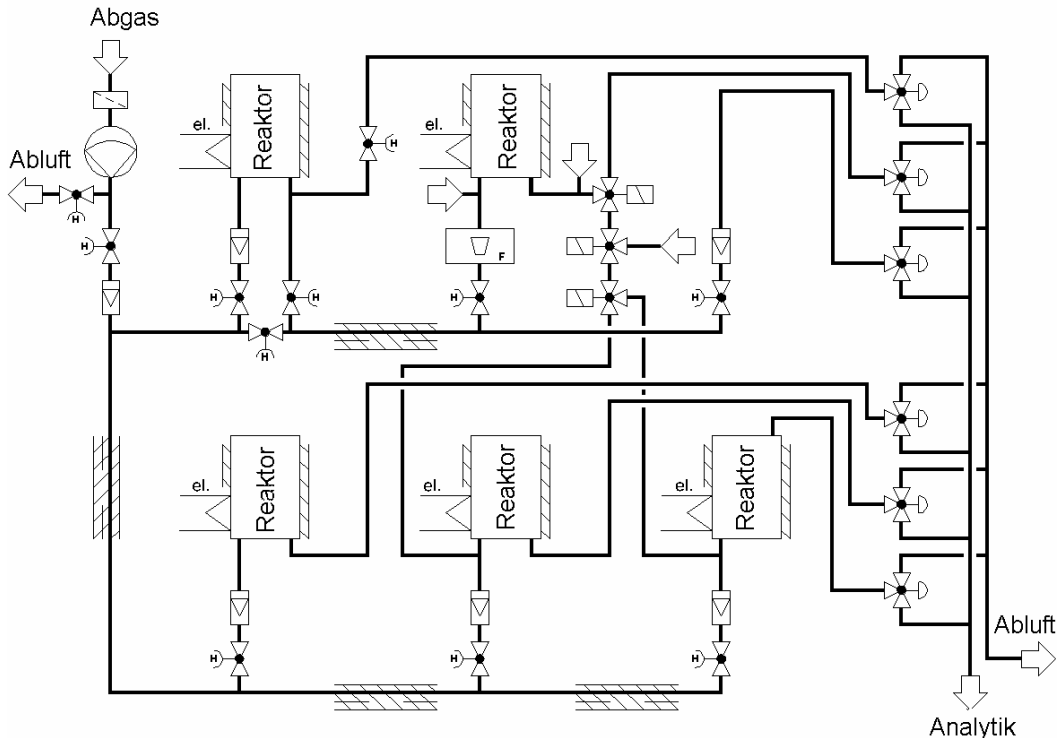 Abgas
el.
Reaktor
el.
Reaktor
H
Abluft
H
H
F
H
H
H
H
H
H
el.
Reaktor
el.
Reaktor
el.
Reaktor
H
H
H
Abluft
Analytik